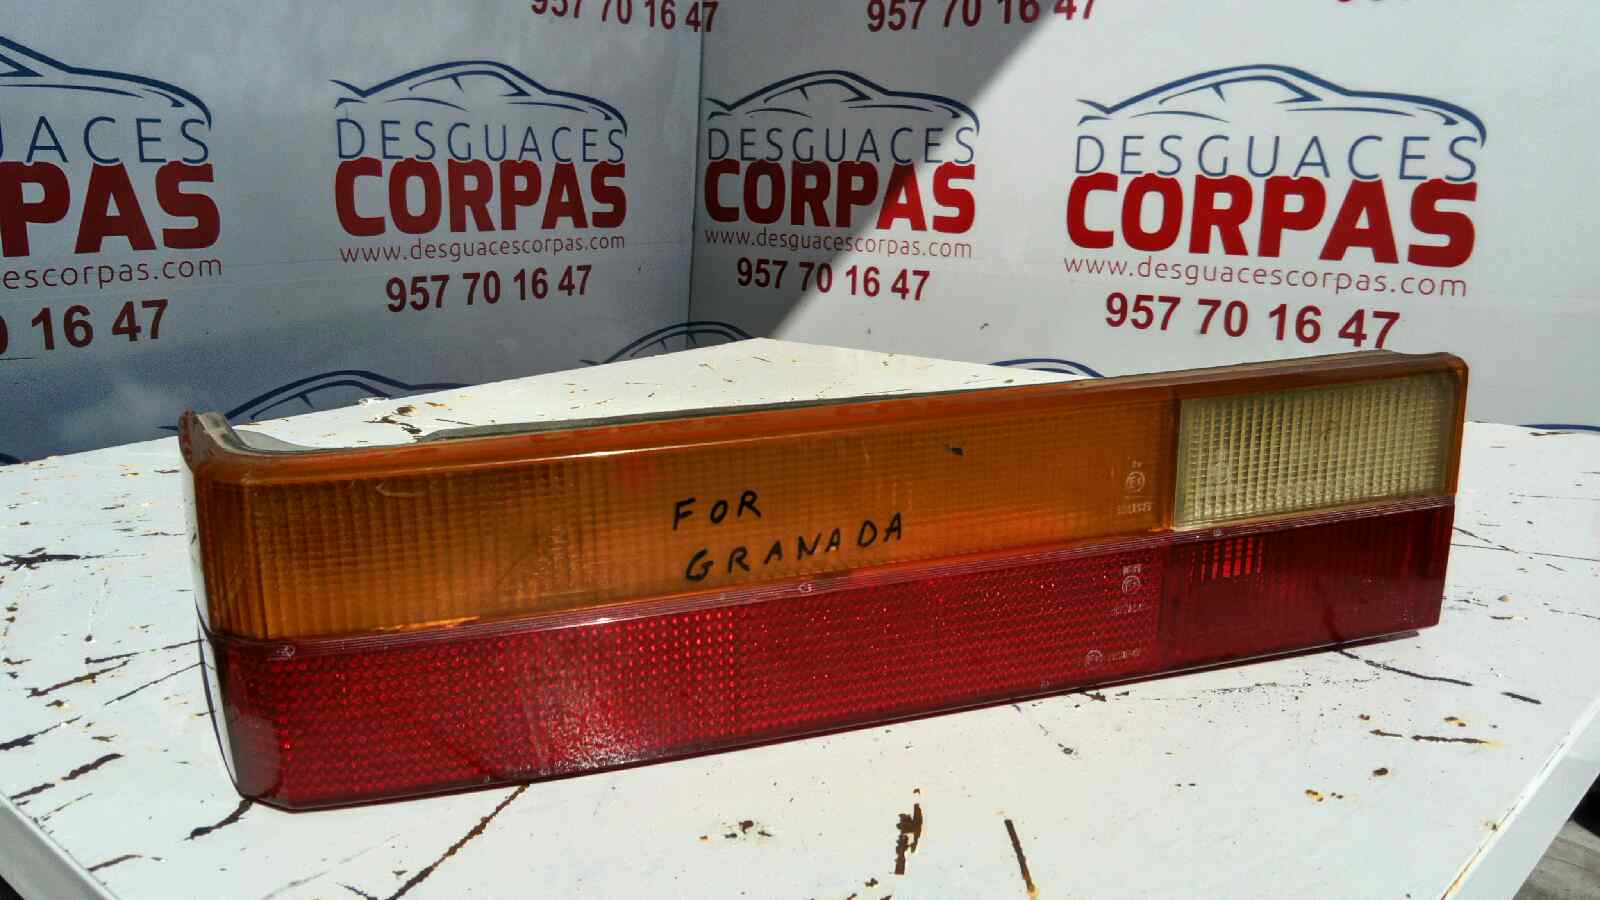 957 70 16 47
957 70 16 47
UACES
PAS
escorpas.com
0 16 47
DESGUACES
CORPAS
www.desguacescorpas.com
957 70 16 47
DESGUACES
CORPAS
www.desguacescorpas.com
957 70 16 47
DESGUACES
CORPAS
www.desguacescorpas.com
957 70 16 47
FOR
GRANADA